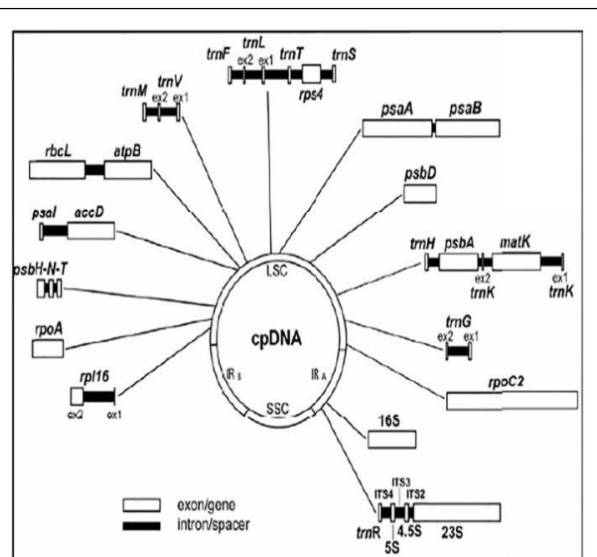 trnL
trnF ex2 ex1 trnT trnS
rps4
trnV
trnM ex2 ex1
psaA psaB
rbcL atpB
psbD
psaI accD
trnH psbA matK
ex2 ex1
trnK trnK
psbH-N-T
LSC
trnG
ex2 ex1
rpoA
cpDNA
rpoC2
rpl16
ex2 ex1
IR B IR A
SSC
16S
ITS3
ITS4 ITS2
trnR 4.5S 23S
5S
exon/gene
intron/spacer